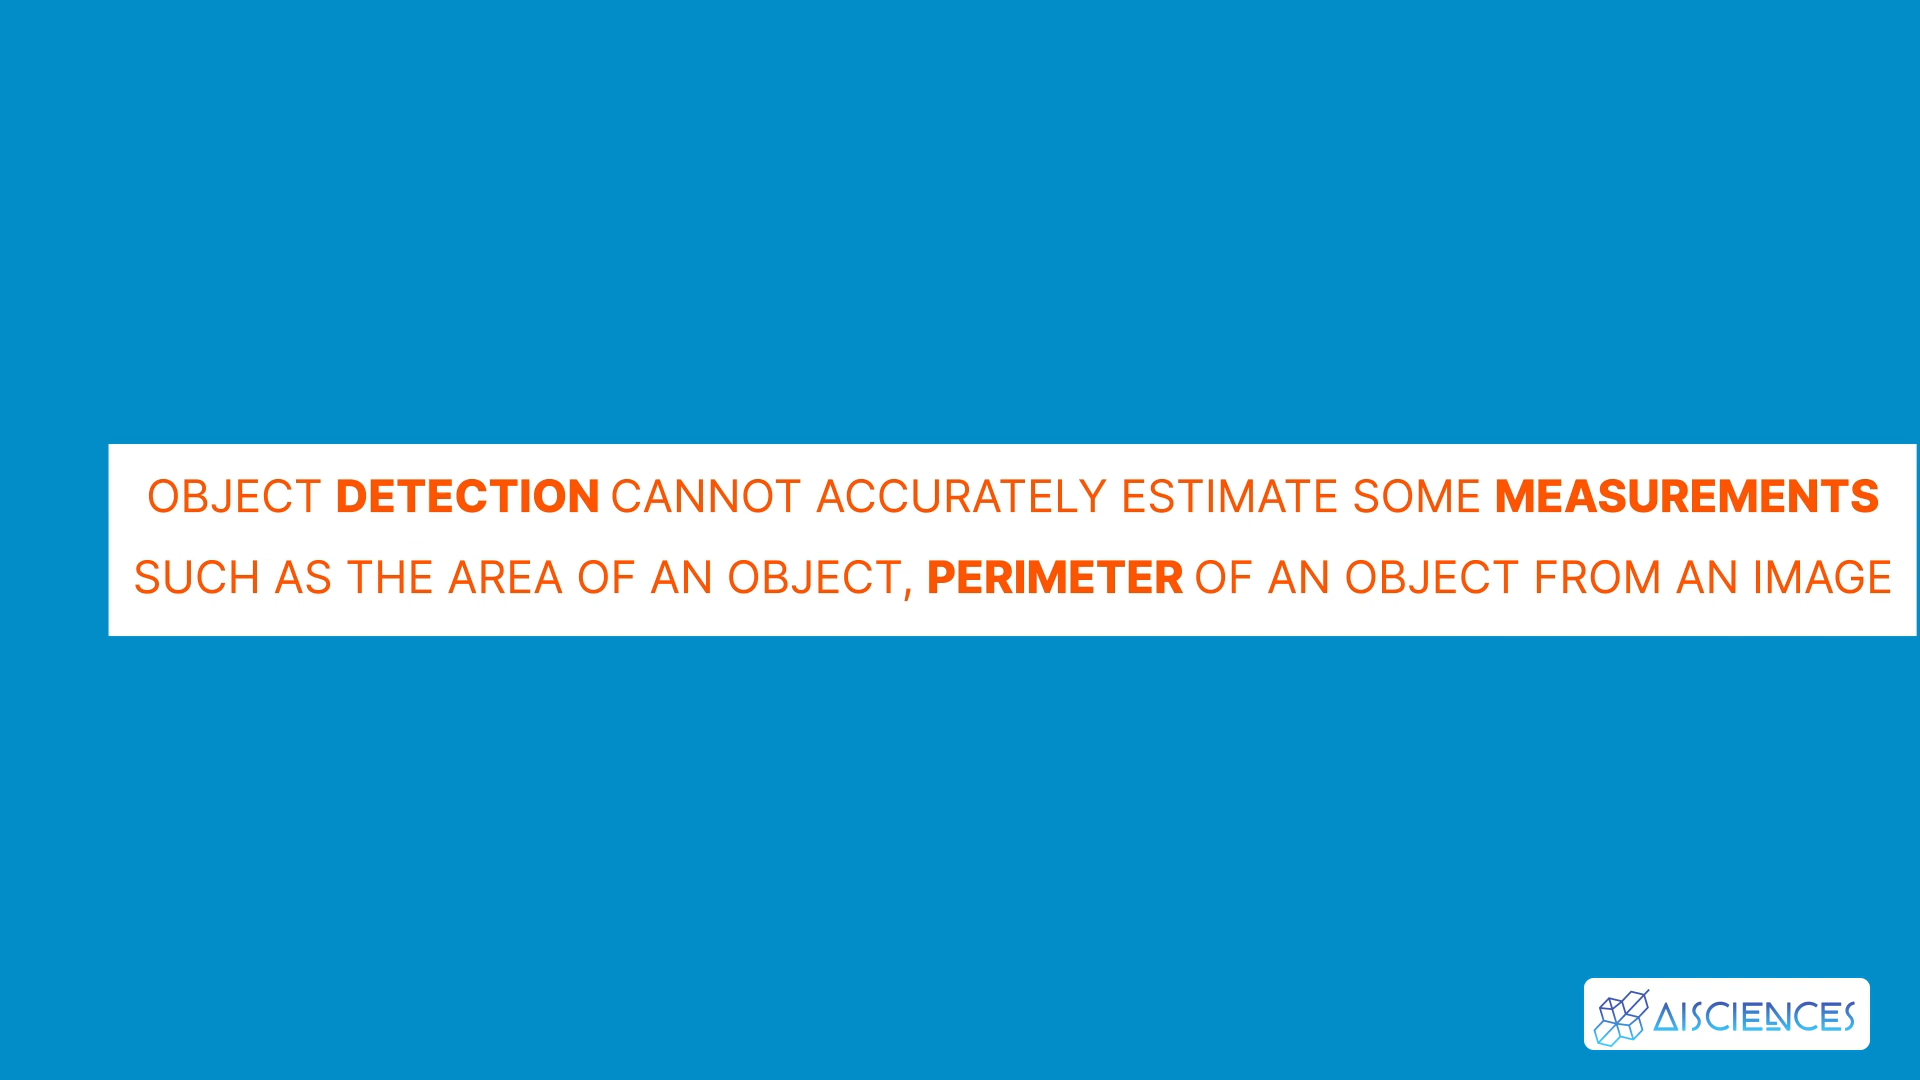 OBJECT DETECTION CANNOT ACCURATELY ESTIMATE SOME MEASUREMENTS
SUCH AS THE AREA OF AN OBJECT, PERIMETER OF AN OBJECT FROM AN IMAGE
AISCIENCES